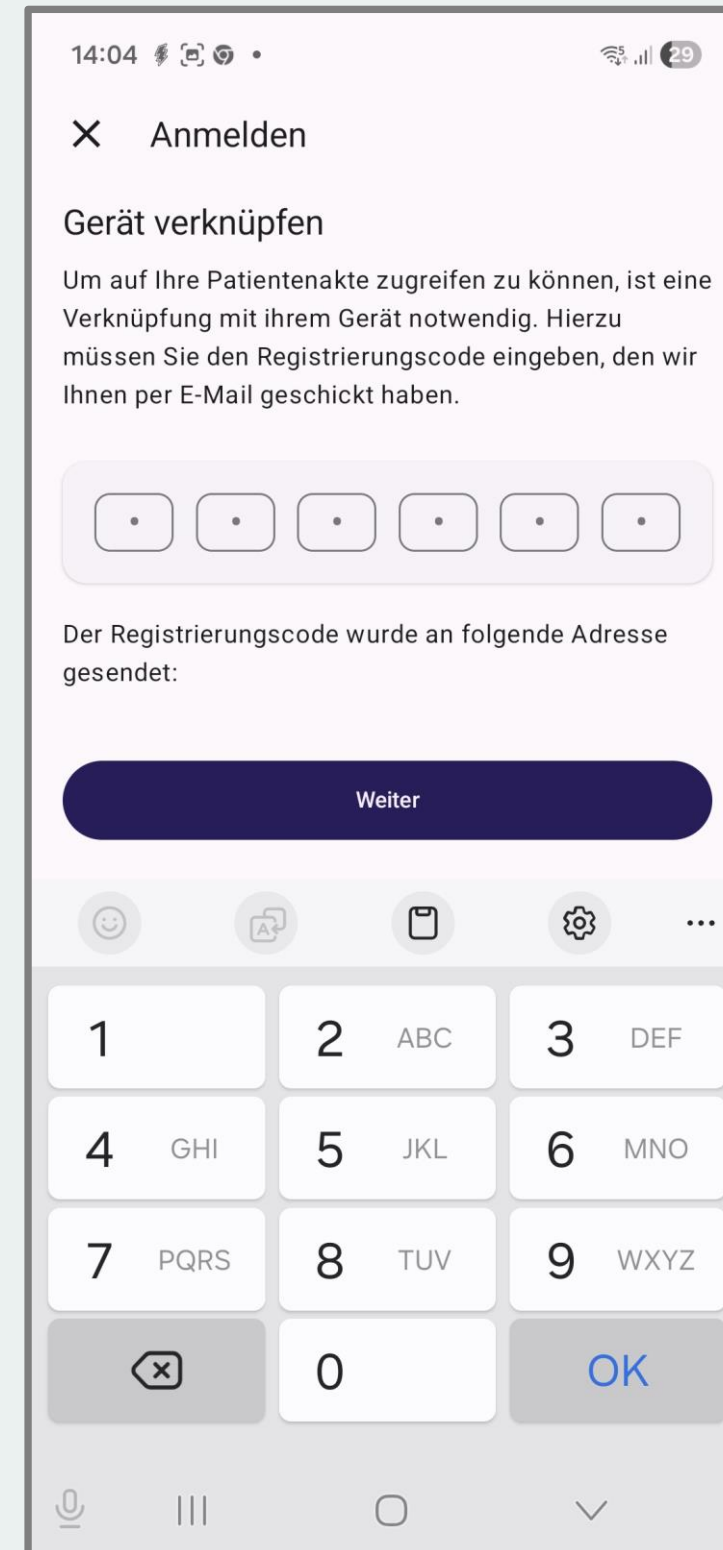 14:04 29
Anmelden
Gerät verknüpfen
Um auf Ihre Patientenakte zugreifen zu können, ist eine
Verknüpfung mit ihrem Gerät notwendig. Hierzu
müssen Sie den Registrierungscode eingeben, den wir
Ihnen per E-Mail geschickt haben.
Der Registrierungscode wurde an folgende Adresse
gesendet:
Weiter
1 2 ABC 3 DEF
4 GHI 5 JKL 6 MNO
7 PQRS 8 TUV 9 WXYZ
0 OK